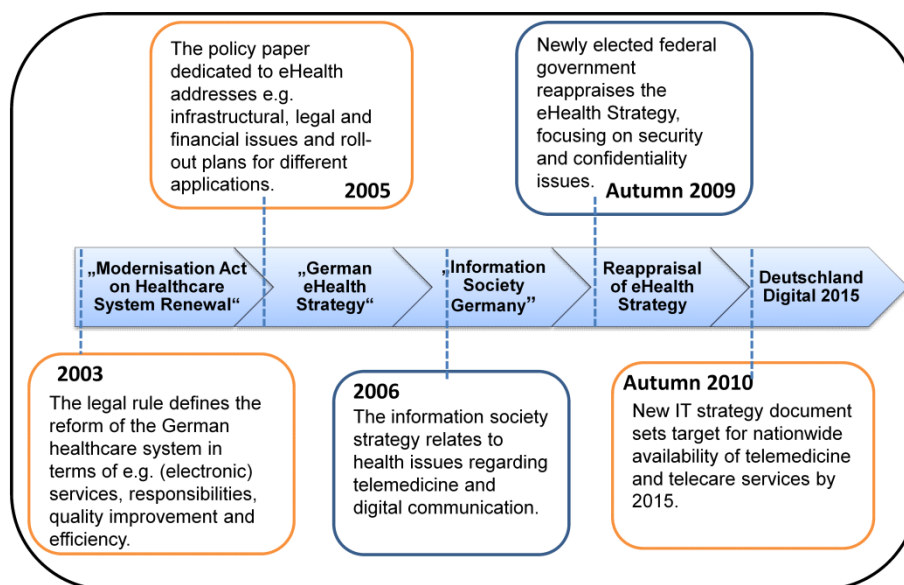 The policy paper
dedicated to eHealth
addresses e.g.
infrastructural, legal and
financial issues and roll-
out plans for different
applications.
2005
Newly elected federal
government
reappraises the
eHealth Strategy,
focusing on security
and confidentiality
issues.
Autumn 2009
„Modernisation Act
on Healthcare
System Renewal“
„German
eHealth
Strategy“
„Information
Society
Germany”
Reappraisal
of eHealth
Strategy
Deutschland
Digital 2015
2003
The legal rule defines the
reform of the German
healthcare system in
terms of e.g. (electronic)
services, responsibilities,
quality improvement and
efficiency.
2006
The information society
strategy relates to
health issues regarding
telemedicine and
digital communication.
Autumn 2010
New IT strategy document
sets target for nationwide
availability of telemedicine
and telecare services by
2015.